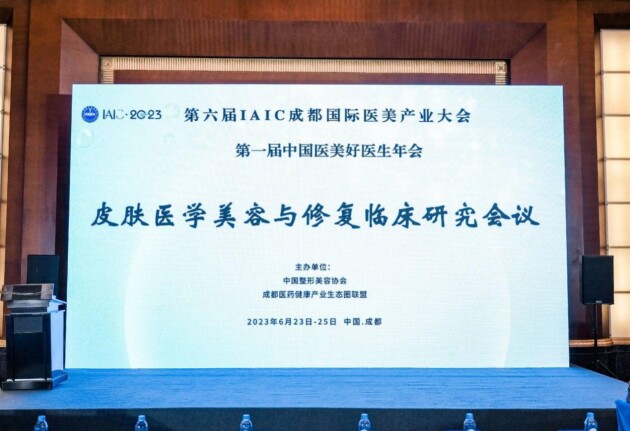 IAIC·2023
第六届IAIC成都国际医美产业大会
第一届中国医美好医生年会
皮肤医学美容与修复临床研究会议
主办单位：
中国整形美容协会
成都医药健康产业生态圈联盟
2023年6月23日-25日 中国.成都